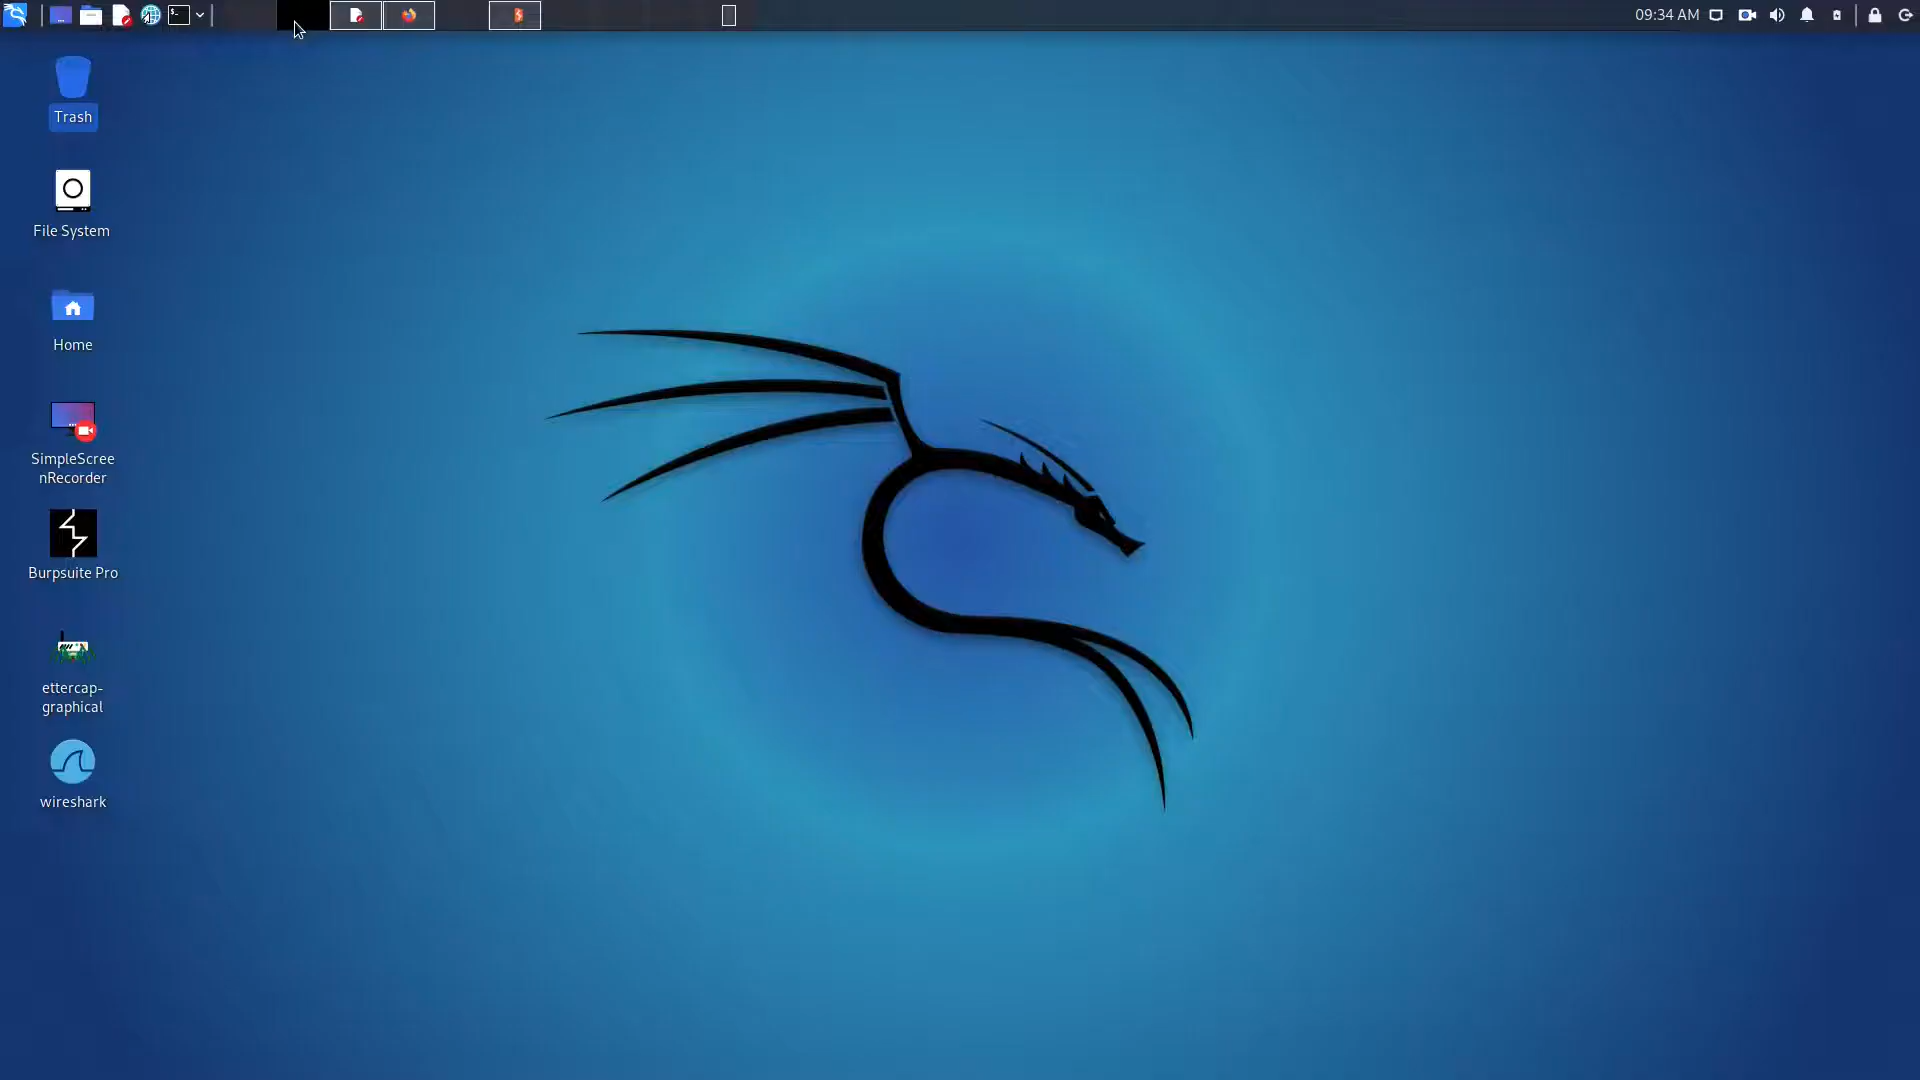 09:34 AM
Trash
File System
Home
SimpleScree
nRecorder
Burpsuite Pro
ettercap-
graphical
wireshark